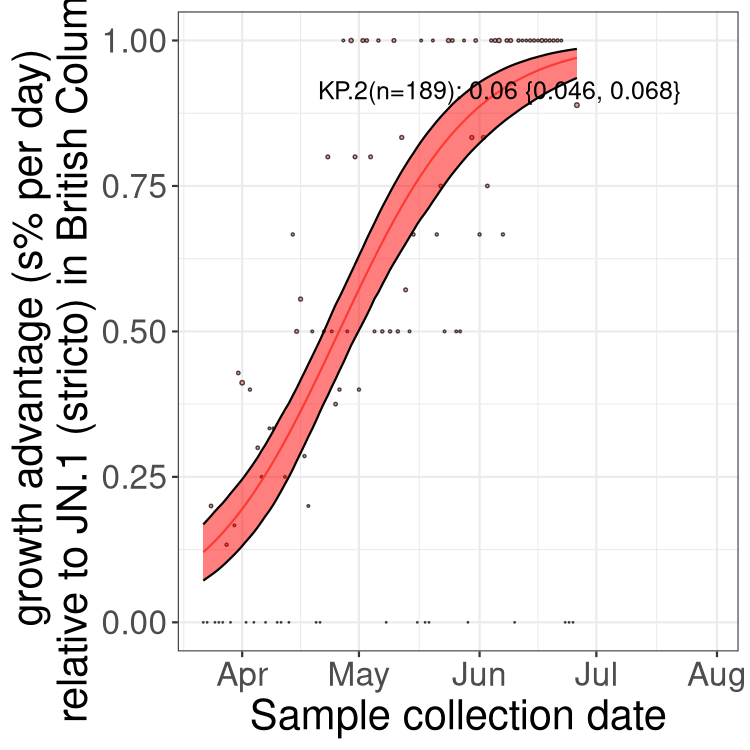 growth advantage (s% per day)
relative to JN.1 (stricto) in British Colum
1.00
0.75
0.50
0.25
0.00
KP.2(n=189): 0.06 {0.046, 0.068}
Apr May Jun Jul Aug
Sample collection date